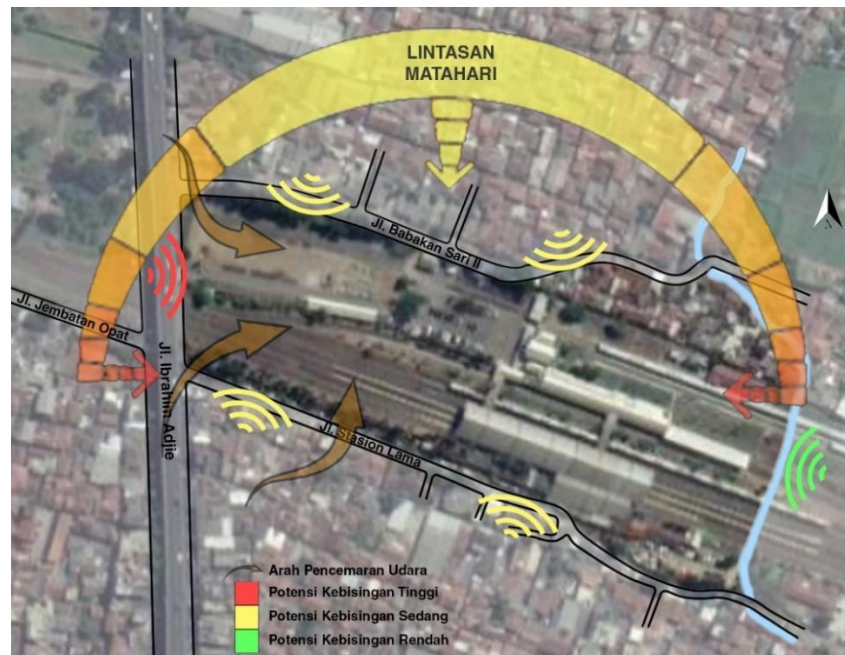 LINTASAN
MATAHARI
Jl. Babakan Sari II
Jl. Jembatan Opat
Jl. Ibrahim Adjie
Jl. Stasion Lama
Arah Pencemaran Udara
Potensi Kebisingan Tinggi
Potensi Kebisingan Sedang
Potensi Kebisingan Rendah